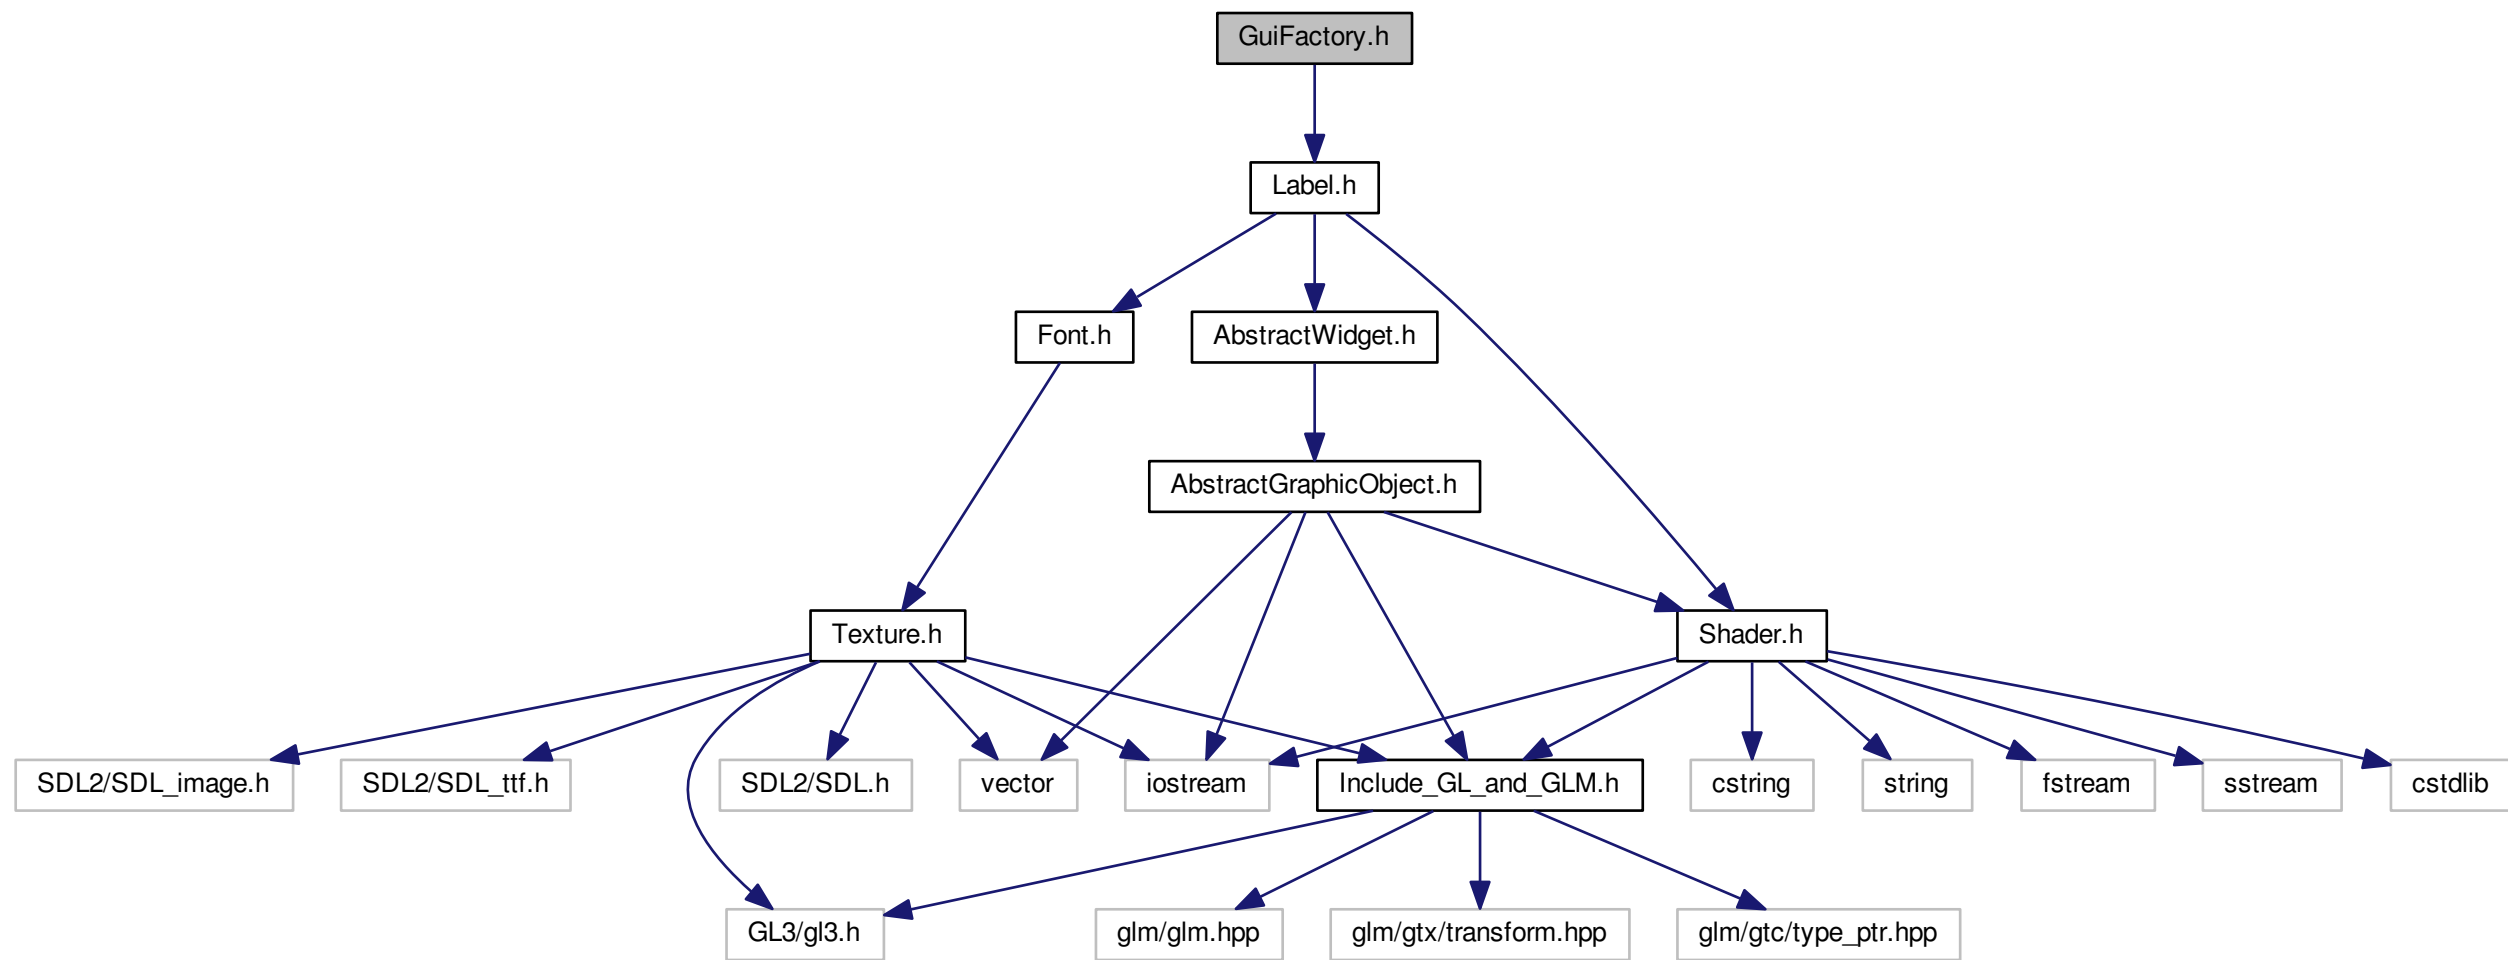 GuiFactory.h
Label.h
Font.h
AbstractWidget.h
AbstractGraphicObject.h
Texture.h
Shader.h
SDL2/SDL_image.h
SDL2/SDL_ttf.h
SDL2/SDL.h
vector
iostream
Include_GL_and_GLM.h
cstring
string
fstream
sstream
cstdlib
GL3/gl3.h
glm/glm.hpp
glm/gtx/transform.hpp
glm/gtc/type_ptr.hpp